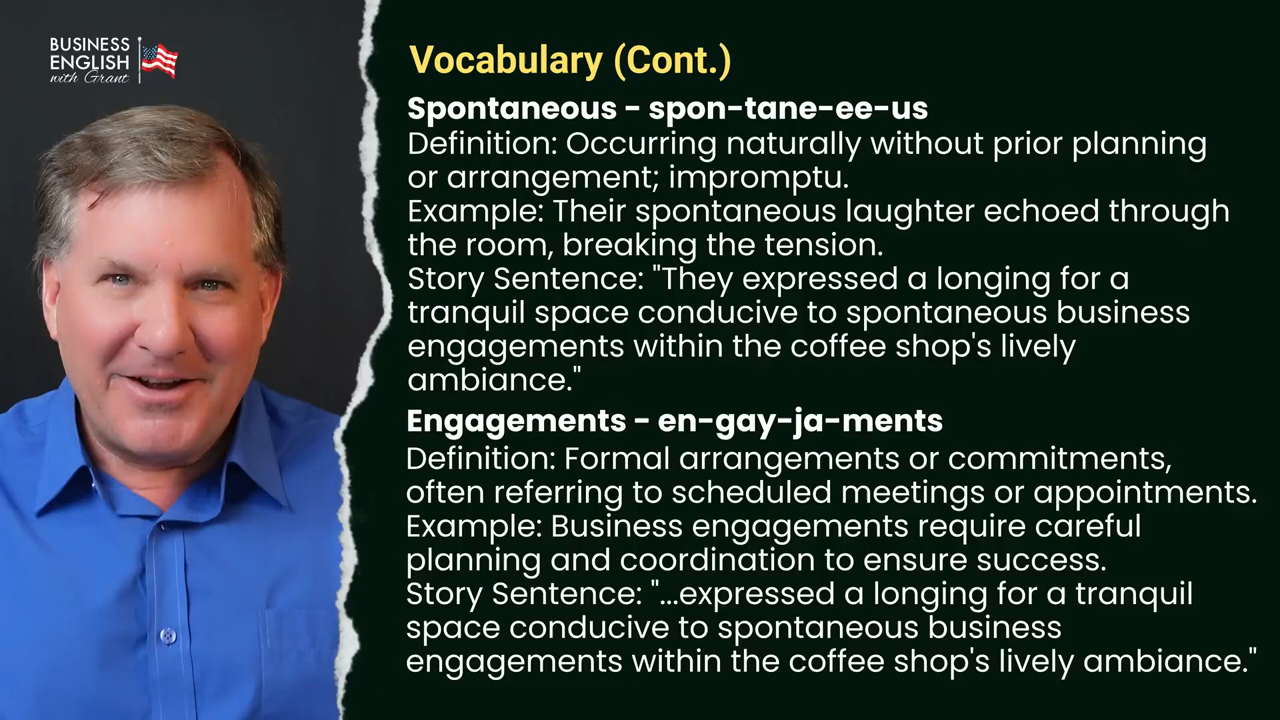 BUSINESS
ENGLISH
with Grant
Vocabulary (Cont.)
Spontaneous - spon-tane-ee-us
Definition: Occurring naturally without prior planning
or arrangement; impromptu.
Example: Their spontaneous laughter echoed through
the room, breaking the tension.
Story Sentence: "They expressed a longing for a
tranquil space conducive to spontaneous business
engagements within the coffee shop's lively
ambiance."
Engagements - en-gay-ja-ments
Definition: Formal arrangements or commitments,
often referring to scheduled meetings or appointments.
Example: Business engagements require careful
planning and coordination to ensure success.
Story Sentence: "...expressed a longing for a tranquil
space conducive to spontaneous business
engagements within the coffee shop's lively ambiance."